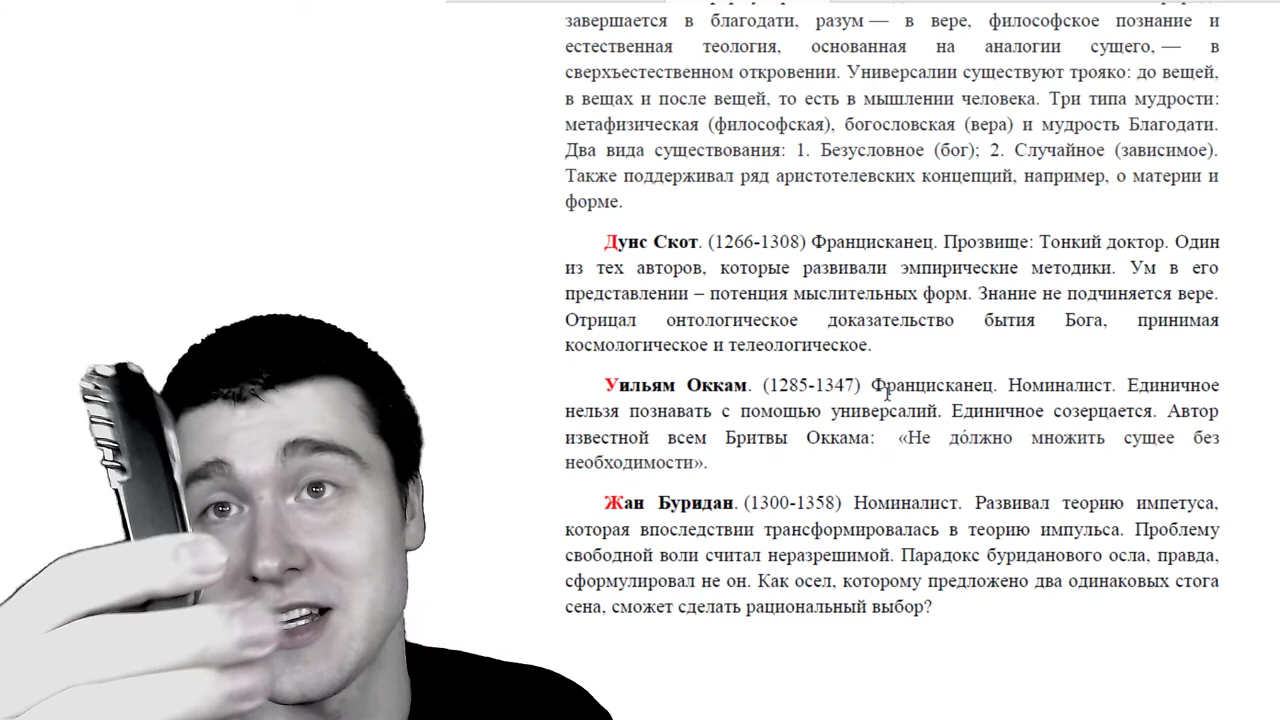 завершается в благодати, разум — в вере, философское познание и
естественная теология, основанная на аналогии сущего, — в
сверхъестественном откровении. Универсалии существуют трояко: до вещей,
в вещах и после вещей, то есть в мышлении человека. Три типа мудрости:
метафизическая (философская), богословская (вера) и мудрость Благодати.
Два вида существования: 1. Безусловное (бог); 2. Случайное (зависимое).
Также поддерживал ряд аристотелевских концепций, например, о материи и
форме.
Дунс Скот. (1266-1308) Францисканец. Прозвище: Тонкий доктор. Один
из тех авторов, которые развивали эмпирические методики. Ум в его
представлении – потенция мыслительных форм. Знание не подчиняется вере.
Отрицал онтологическое доказательство бытия Бога, принимая
космологическое и телеологическое.
Уильям Оккам. (1285-1347) Францисканец. Номиналист. Единичное
нельзя познавать с помощью универсалий. Единичное созерцается. Автор
известной всем Бритвы Оккама: «Не до́лжно множить сущее без
необходимости».
Жан Буридан. (1300-1358) Номиналист. Развивал теорию импетуса,
которая впоследствии трансформировалась в теорию импульса. Проблему
свободной воли считал неразрешимой. Парадокс буриданового осла, правда,
сформулировал не он. Как осел, которому предложено два одинаковых стога
сена, сможет сделать рациональный выбор?